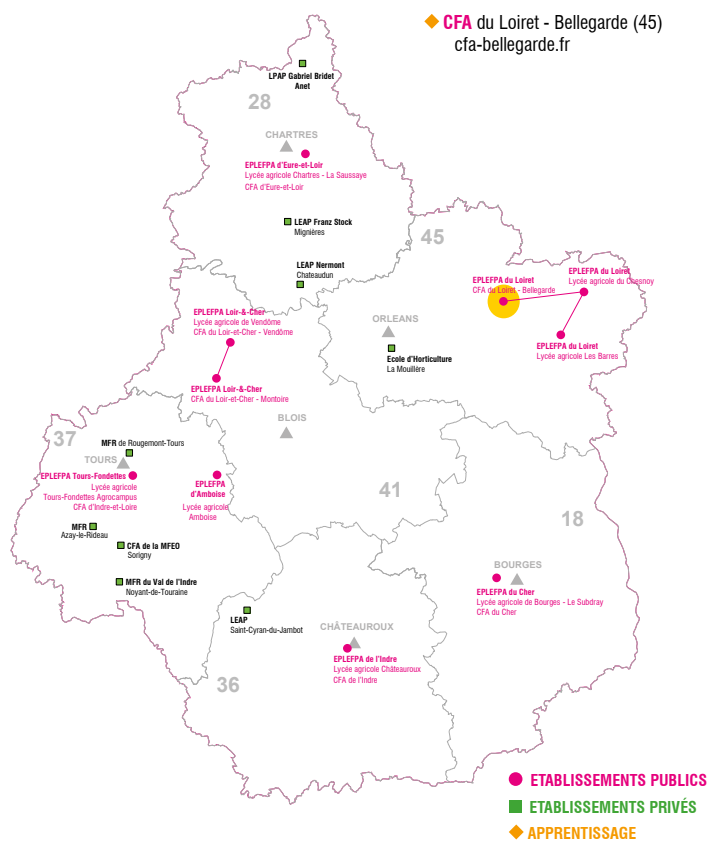 CFA du Loiret - Bellegarde (45)
cfa-bellegarde.fr
LPAP Gabriel Bridet
Anet
28
CHARTRES
EPLEFPA d'Eure-et-Loir
Lycée agricole Chartres - La Saussaye
CFA d'Eure-et-Loir
LEAP Franz Stock
Mignières
45
LEAP Nermont
Chateaudun
EPLEFPA du Loiret
CFA du Loiret - Bellegarde
EPLEFPA du Loiret
Lycée agricole du Chesnoy
EPLEFPA Loir-&-Cher
Lycée agricole de Vendôme
CFA du Loir-et-Cher - Vendôme
ORLEANS
Ecole d'Horticulture
La Mouillère
EPLEFPA du Loiret
Lycée agricole Les Barres
EPLEFPA Loir-&-Cher
CFA du Loir-et-Cher - Montoire
BLOIS
37
MFR de Rougemont-Tours
TOURS
EPLEFPA Tours-Fondettes
Lycée agricole
Tours-Fondettes Agrocampus
CFA d'Indre-et-Loire
EPLEFPA
d'Amboise
Lycée agricole
Amboise
41
18
MFR
Azay-le-Rideau
CFA de la MFEO
Sorigny
BOURGES
EPLEFPA du Cher
Lycée agricole de Bourges - Le Subdray
CFA du Cher
MFR du Val de l'Indre
Noyant-de-Touraine
LEAP
Saint-Cyran-du-Jambot
CHÂTEAUROUX
EPLEFPA de l'Indre
Lycée agricole Châteauroux
CFA de l'Indre
36
ETABLISSEMENTS PUBLICS
ETABLISSEMENTS PRIVÉS
APPRENTISSAGE